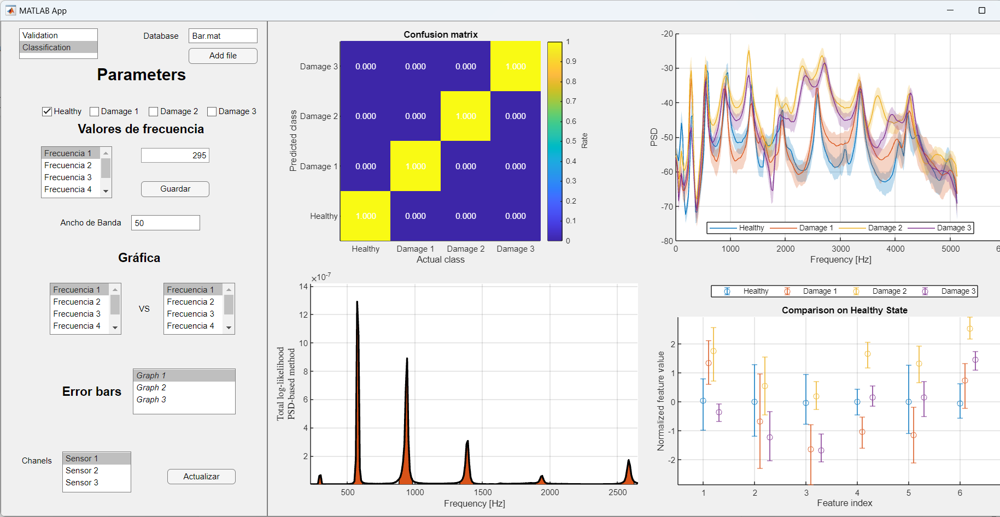 MATLAB App
Validation
Classification
Database
Bar.mat
Add file
Parameters
Healthy Damage 1 Damage 2 Damage 3
Valores de frecuencia
Frecuencia 1
Frecuencia 2
Frecuencia 3
Frecuencia 4
295
Guardar
Ancho de Banda
50
Gráfica
Frecuencia 1
Frecuencia 2
Frecuencia 3
Frecuencia 4
VS
Frecuencia 1
Frecuencia 2
Frecuencia 3
Frecuencia 4
Error bars
Graph 1
Graph 2
Graph 3
Chanels
Sensor 1
Sensor 2
Sensor 3
Actualizar
Confusion matrix
Predicted class
Damage 3 0.000 0.000 0.000 1.000
Damage 2 0.000 0.000 1.000 0.000
Damage 1 0.000 1.000 0.000 0.000
Healthy 1.000 0.000 0.000 0.000
Healthy Damage 1 Damage 2 Damage 3
Actual class
1
0.9
0.8
0.7
0.6
0.5
0.4
0.3
0.2
0.1
0
Rate
PSD
-20
-30
-40
-50
-60
-70
-80
Healthy Damage 1 Damage 2 Damage 3
0 1000 2000 3000 4000 5000 6
Frequency [Hz]
×10-7
14
12
10
8
6
4
2
Total log-likelihood
PSD-based method
500 1000 1500 2000 2500
Frequency [Hz]
Healthy Damage 1 Damage 2 Damage 3
Comparison on Healthy State
Normalized feature value
2
1
0
-1
-2
1 2 3 4 5 6
Feature index